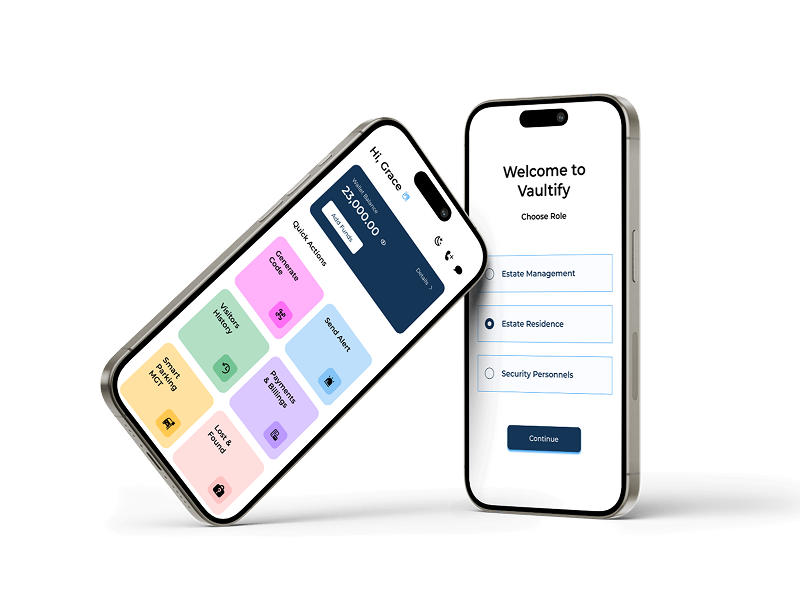 Hi, Grace
Wallet Balance
23,000.00
Add Funds
Details
Quick Actions
Generate
Code
Send Alert
Visitors
History
Payments
& Billings
Smart
Parking
MGT
Lost &
Found
Welcome to
Vaultify
Choose Role
Estate Management
Estate Residence
Security Personnels
Continue